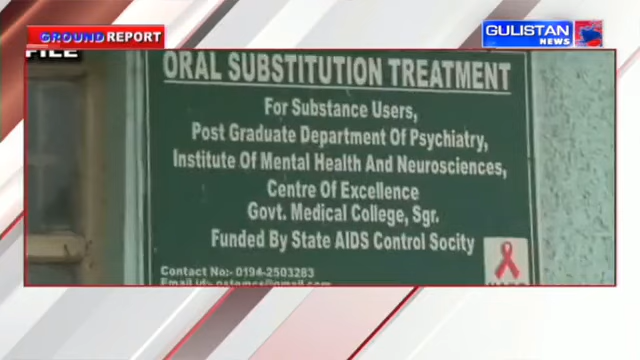 GROUND REPORT
GULISTAN
NEWS
FILE
ORAL SUBSTITUTION TREATMENT
For Substance Users,
Post Graduate Department Of Psychiatry,
Institute Of Mental Health And Neurosciences,
Centre Of Excellence
Govt. Medical College, Sgr.
Funded By State AIDS Control Socity
Contact No:- 0194-2503283